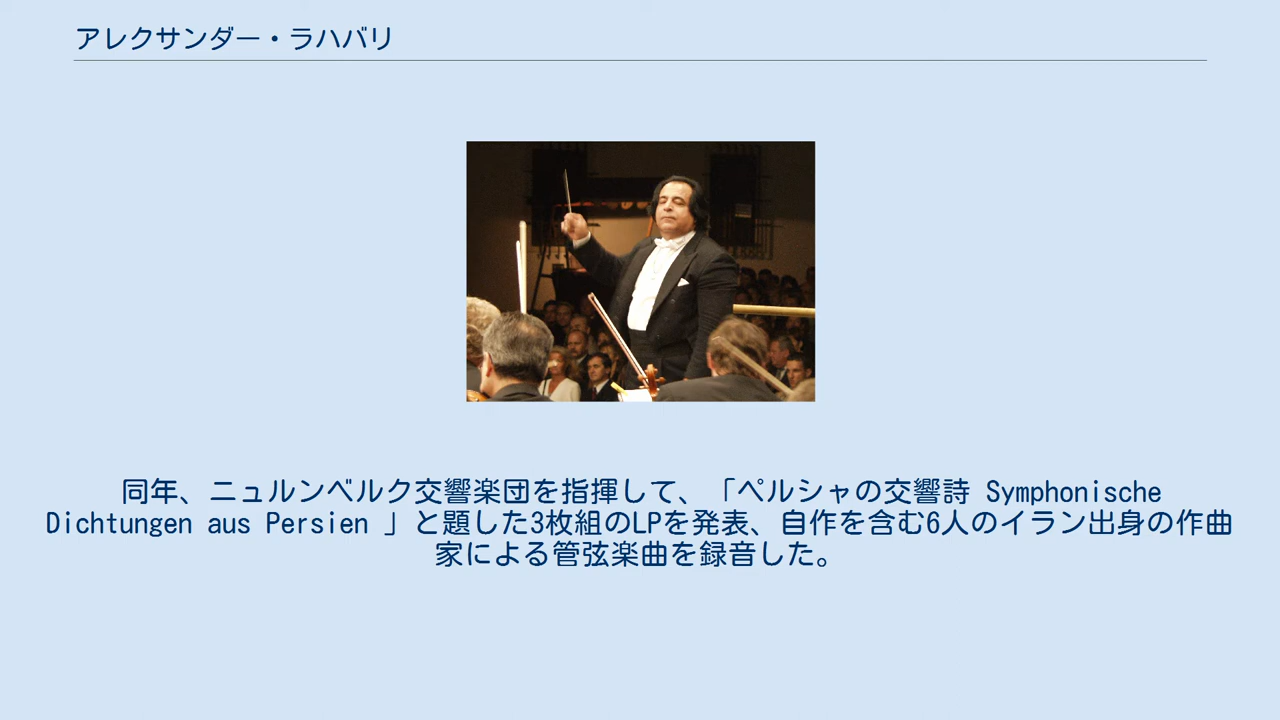 アレクサンダー・ラハバリ
同年、ニュルンベルク交響楽団を指揮して、「ペルシャの交響詩 Symphonische
Dichtungen aus Persien 」と題した3枚組のLPを発表、自作を含む6人のイラン出身の作曲
家による管弦楽曲を録音した。